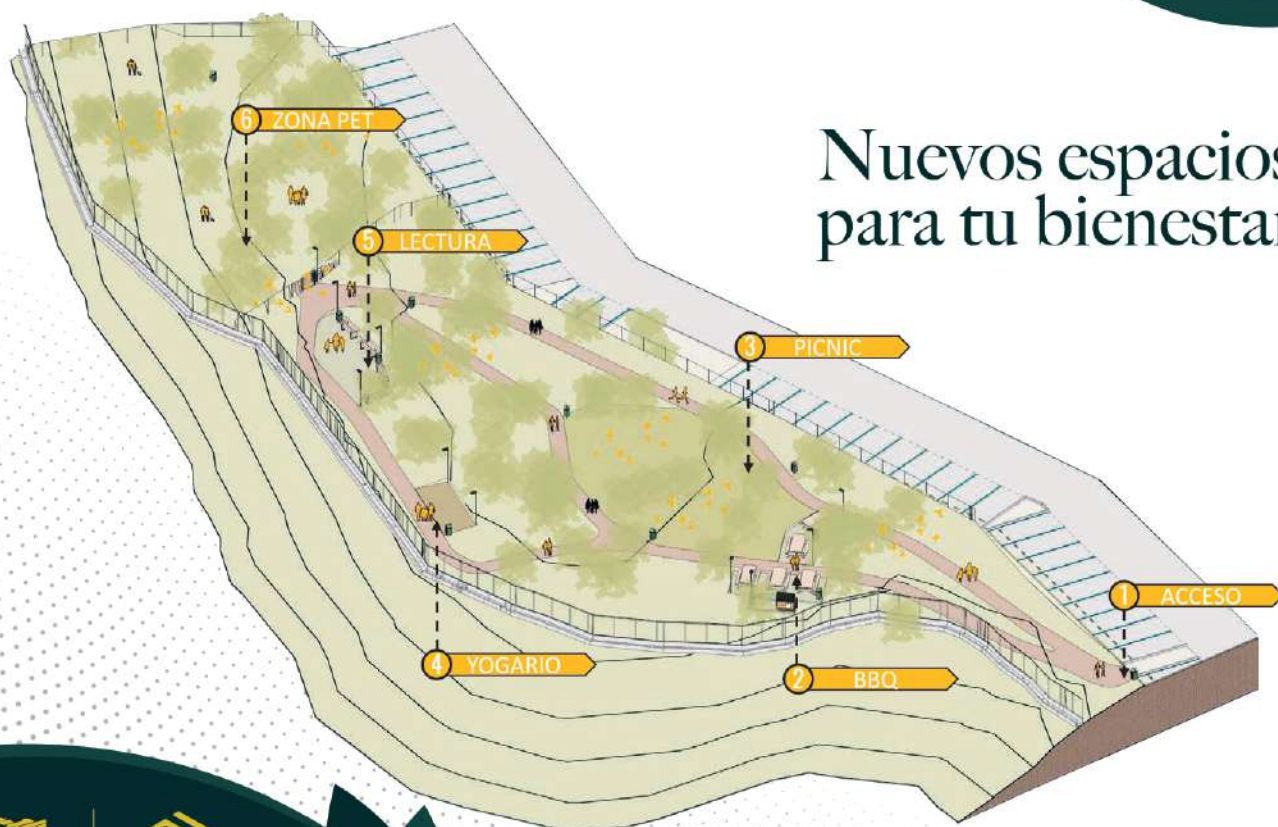 Nuevos espacios
para tu bienestar
6 ZONA PET
5 LECTURA
3 PICNIC
1 ACCESO
4 YOGARIO
2 BBQ